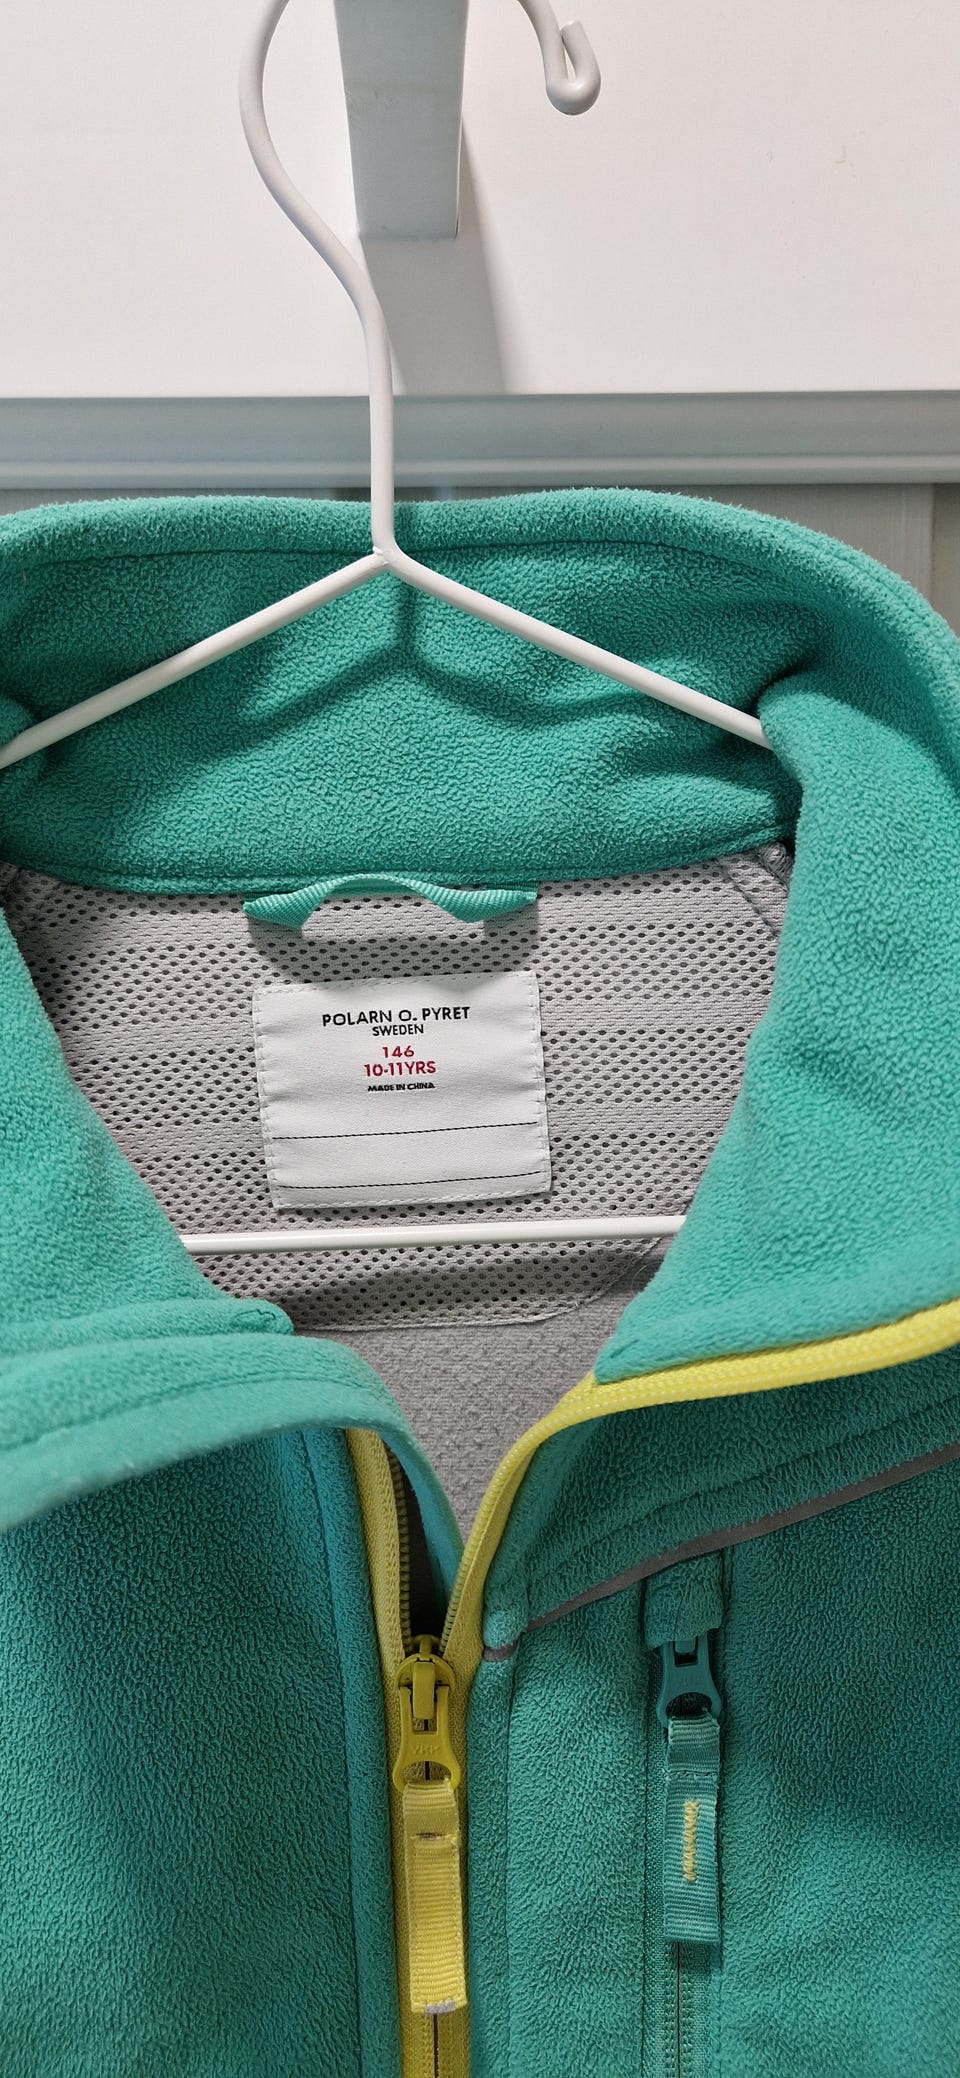 POLARN O. PYRET
SWEDEN
146
10-11YRS
MADE IN CHINA